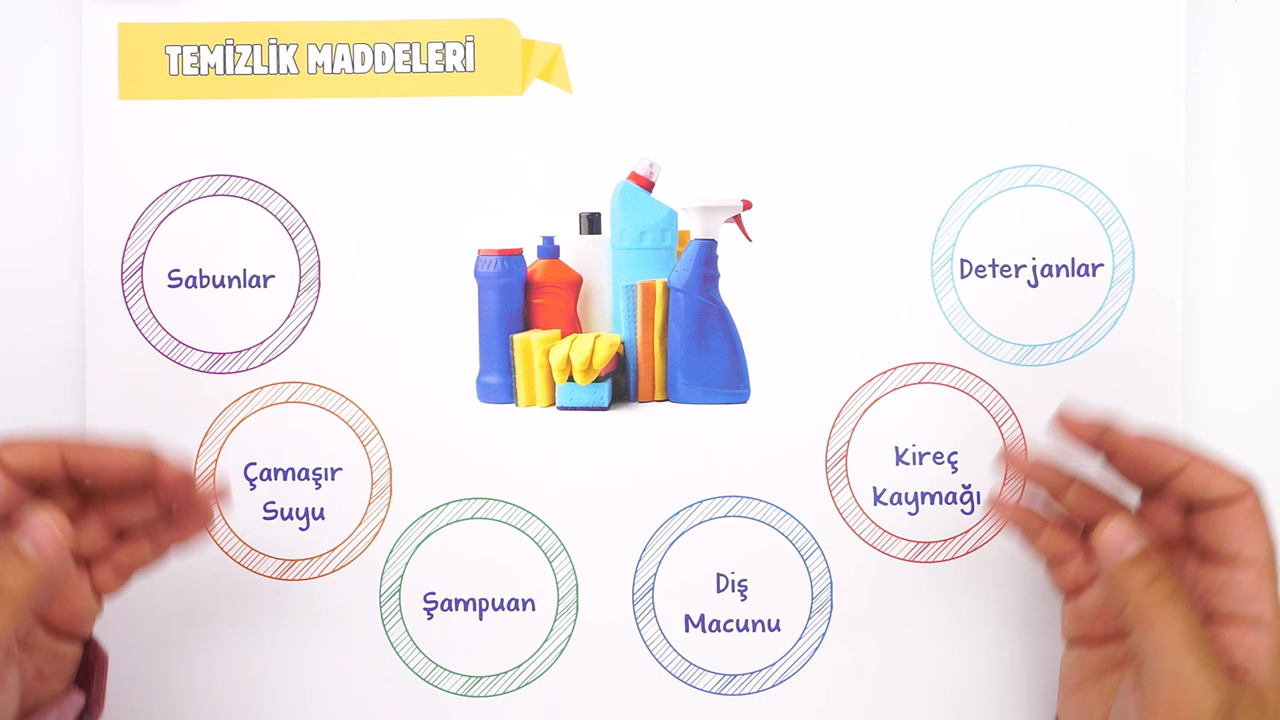 TEMİZLİK MADDELERİ
Sabunlar
Çamaşır
Suyu
Şampuan
Diş
Macunu
Kireç
Kaymağı
Deterjanlar